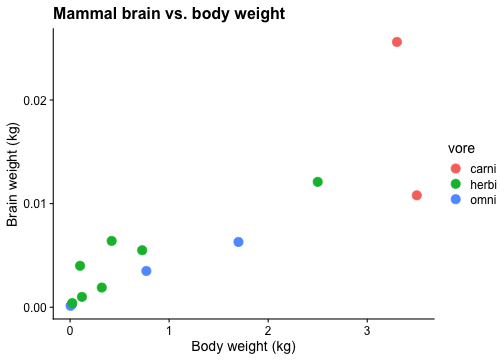 Mammal brain vs. body weight
Brain weight (kg)
0.02
0.01
0.00
0 1 2 3
Body weight (kg)
vore
carni
herbi
omni